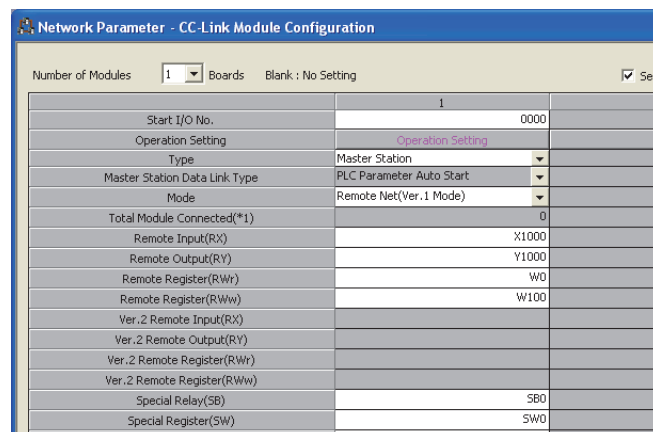 Network Parameter - CC-Link Module Configuration
Number of Modules 1 Boards Blank : No Setting Se
1
Start I/O No. 0000
Operation Setting Operation Setting
Type Master Station
Master Station Data Link Type PLC Parameter Auto Start
Mode Remote Net(Ver.1 Mode)
Total Module Connected(*1) 0
Remote Input(RX) X1000
Remote Output(RY) Y1000
Remote Register(RWr) W0
Remote Register(RWw) W100
Ver.2 Remote Input(RX)
Ver.2 Remote Output(RY)
Ver.2 Remote Register(RWr)
Ver.2 Remote Register(RWw)
Special Relay(SB) SB0
Special Register(SW) SW0